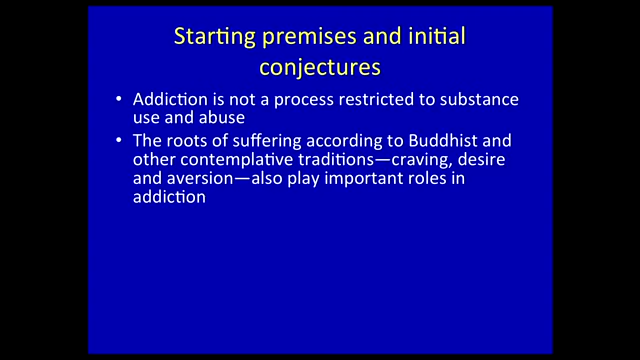 Starting premises and initial
conjectures
• Addiction is not a process restricted to substance
use and abuse
• The roots of suffering according to Buddhist and
other contemplative traditions—craving, desire
and aversion—also play important roles in
addiction